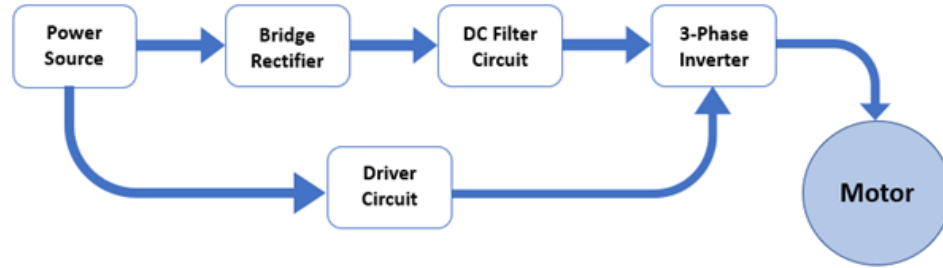 Power
Source
Bridge
Rectifier
DC Filter
Circuit
3-Phase
Inverter
Driver
Circuit
Motor